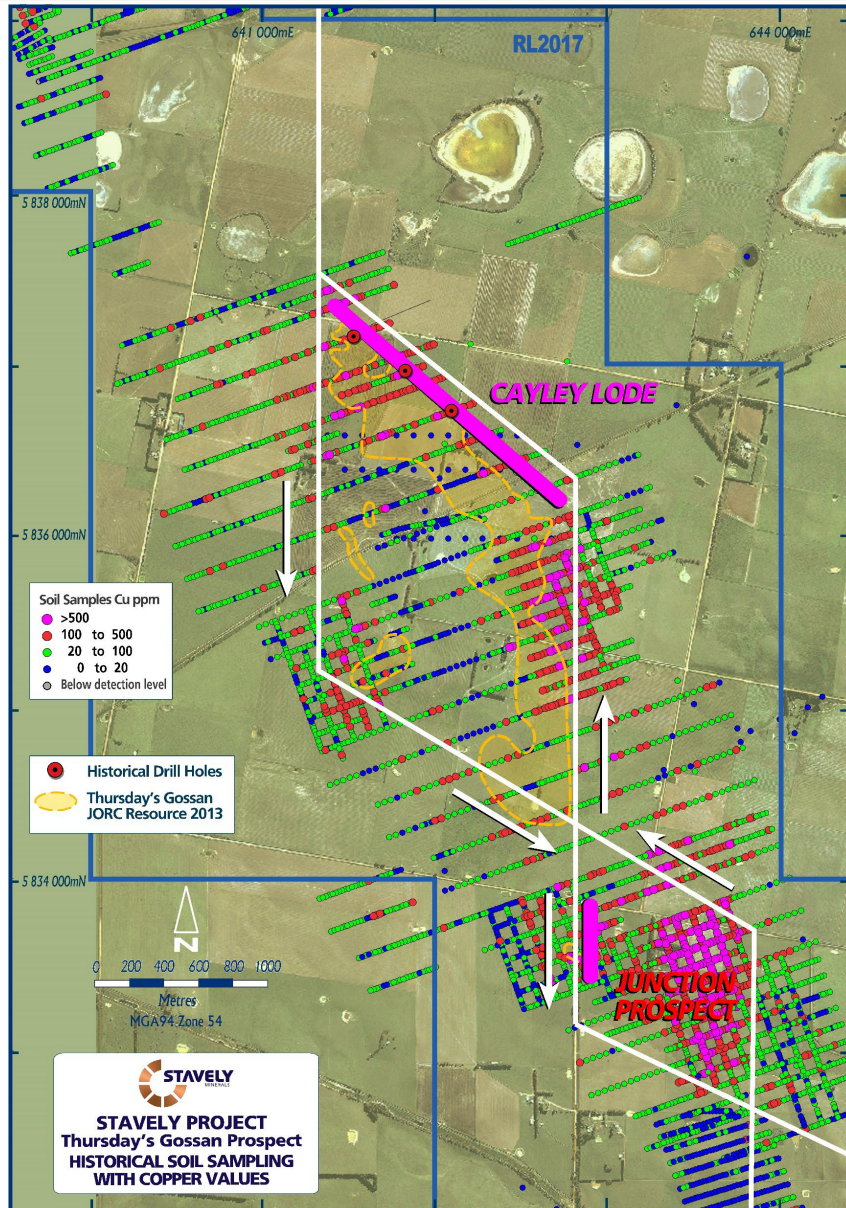 641 000mE
644 000mE
RL2017
5 838 000mN
CAYLEY LODE
5 836 000mN
Soil Samples Cu ppm
>500
100 to 500
20 to 100
0 to 20
Below detection level
Historical Drill Holes
Thursday's Gossan
JORC Resource 2013
5 834 000mN
N
0 200 400 600 800 1000
Metres
MGA94 Zone 54
JUNCTION
PROSPECT
STAVELY
MINERALS
STAVELY PROJECT
Thursday's Gossan Prospect
HISTORICAL SOIL SAMPLING
WITH COPPER VALUES